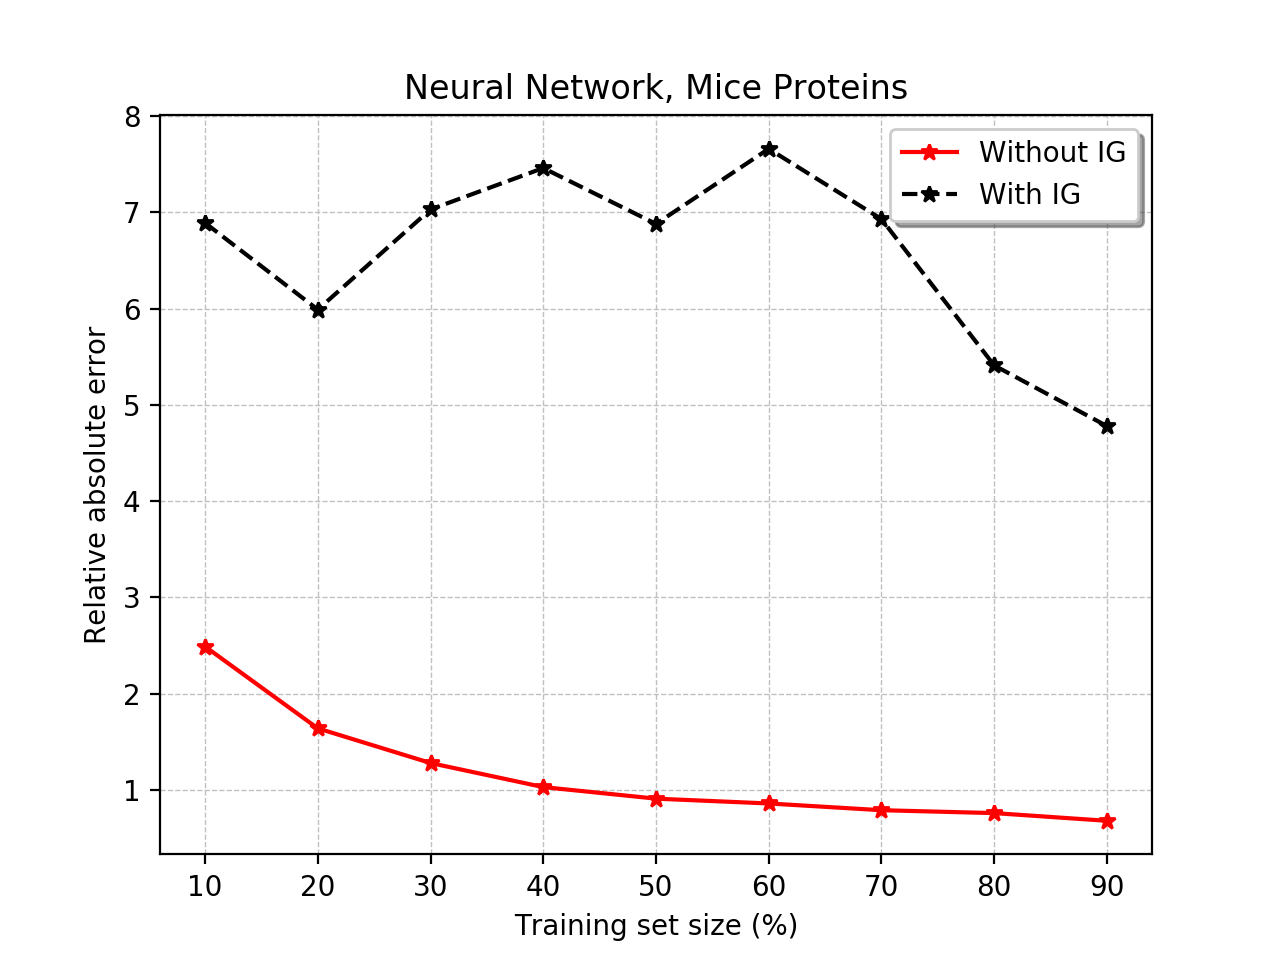 Neural Network, Mice Proteins
8
7
6
5
4
3
2
1
Relative absolute error
Without IG
With IG
10 20 30 40 50 60 70 80 90
Training set size (%)